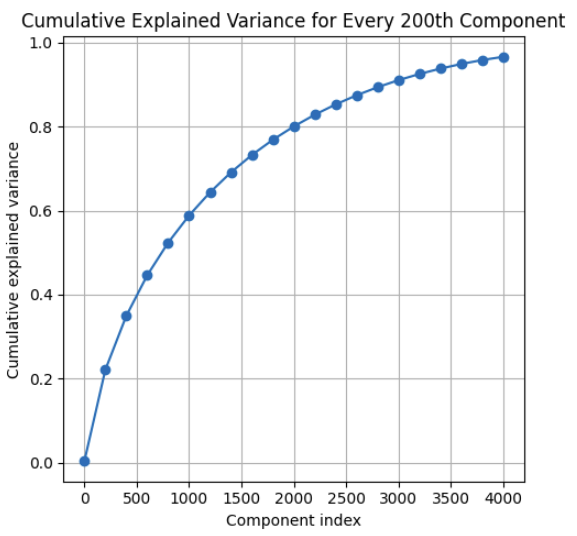 Cumulative Explained Variance for Every 200th Component
1.0
0.8
0.6
0.4
0.2
0.0
Cumulative explained variance
0 500 1000 1500 2000 2500 3000 3500 4000
Component index